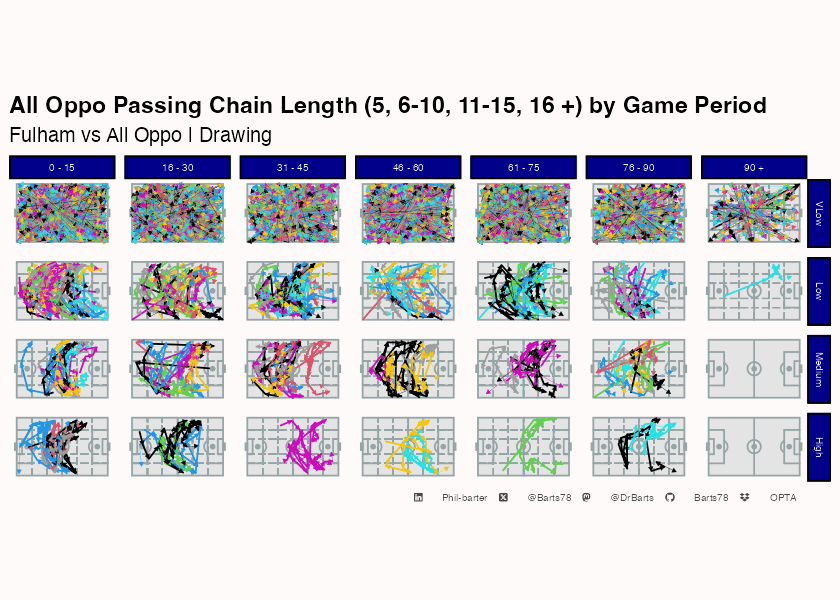 All Oppo Passing Chain Length (5, 6-10, 11-15, 16 +) by Game Period
Fulham vs All Oppo I Drawing
0 - 15 16 - 30 31 - 45 46 - 60 61 - 75 76 - 90 90 +
V Low
Low
Medium
High
Phil-barter @Barts78 @DrBarts Barts78 OPTA